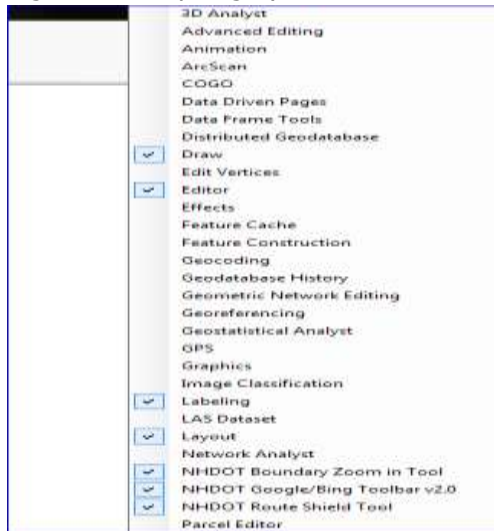 3D Analyst
Advanced Editing
Animation
ArcScan
COGO
Data Driven Pages
Data Frame Tools
Distributed Geodatabase
Draw
Edit Vertices
Editor
Effects
Feature Cache
Feature Construction
Geocoding
Geodatabase History
Geometric Network Editing
Georeferencing
Geostatistical Analyst
GPS
Graphics
Image Classification
Labeling
LAS Dataset
Layout
Network Analyst
NHDOT Boundary Zoom in Tool
NHDOT Google/Bing Toolbar v2.0
NHDOT Route Shield Tool
Parcel Editor